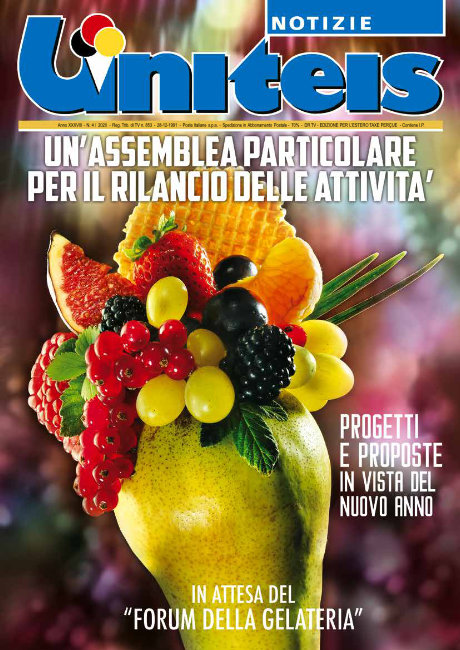 NOTIZIE
Uniteis
Anno XXXVIII - N. 4 / 2020 - Reg. Trib. di TV n. 853 - 28-12-1991 - Poste Italiane s.p.a. - Spedizione in Abbonamento Postale - 70% - DR TV - EDIZIONE PER L'ESTERO TAXE PERÇUE - Contiene I.P.
UN'ASSEMBLEA PARTICOLARE
PER IL RILANCIO DELLE ATTIVITA'
PROGETTI
E PROPOSTE
IN VISTA DEL
NUOVO ANNO
IN ATTESA DEL
"FORUM DELLA GELATERIA"